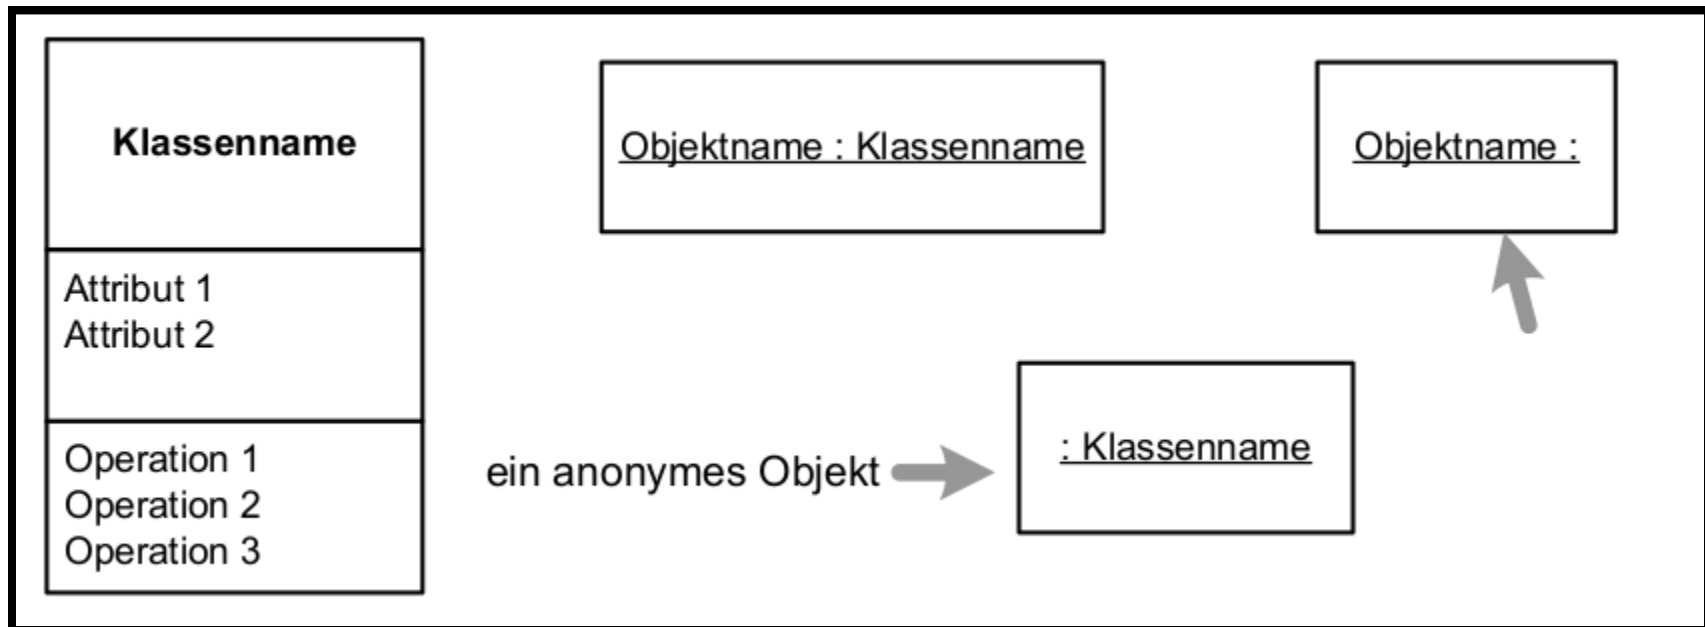 Klassenname
Attribut 1
Attribut 2
Operation 1
Operation 2
Operation 3
Objektname : Klassenname
Objektname :
ein anonymes Objekt
: Klassenname